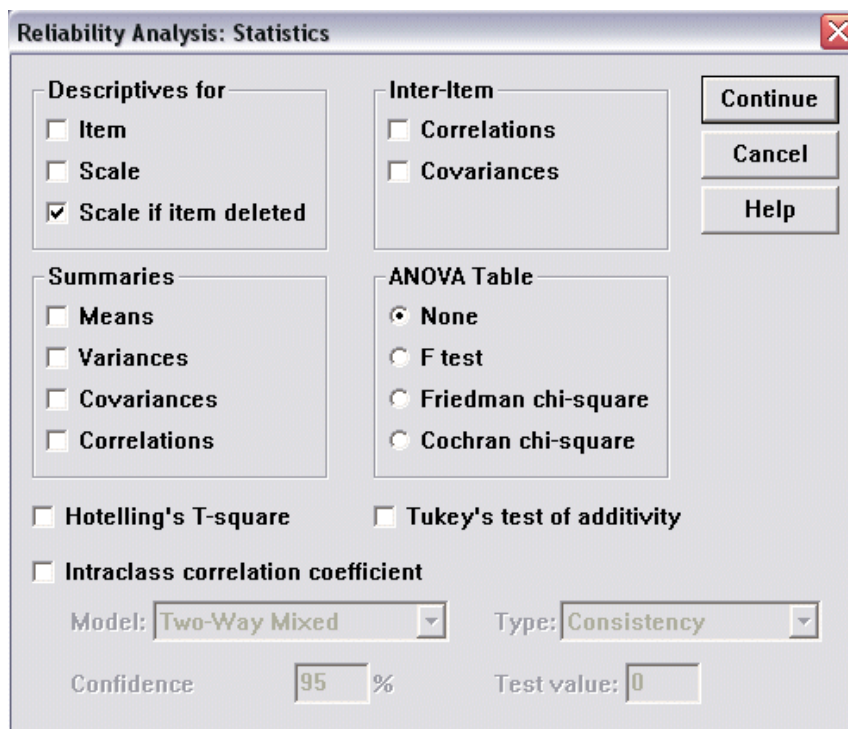 Reliability Analysis: Statistics
Descriptives for
Item
Scale
Scale if item deleted
Inter-Item
Correlations
Covariances
Continue
Cancel
Help
Summaries
Means
Variances
Covariances
Correlations
ANOVA Table
None
F test
Friedman chi-square
Cochran chi-square
Hotelling's T-square
Tukey's test of additivity
Intraclass correlation coefficient
Model: Two-Way Mixed
Type: Consistency
Confidence 95 %
Test value: 0